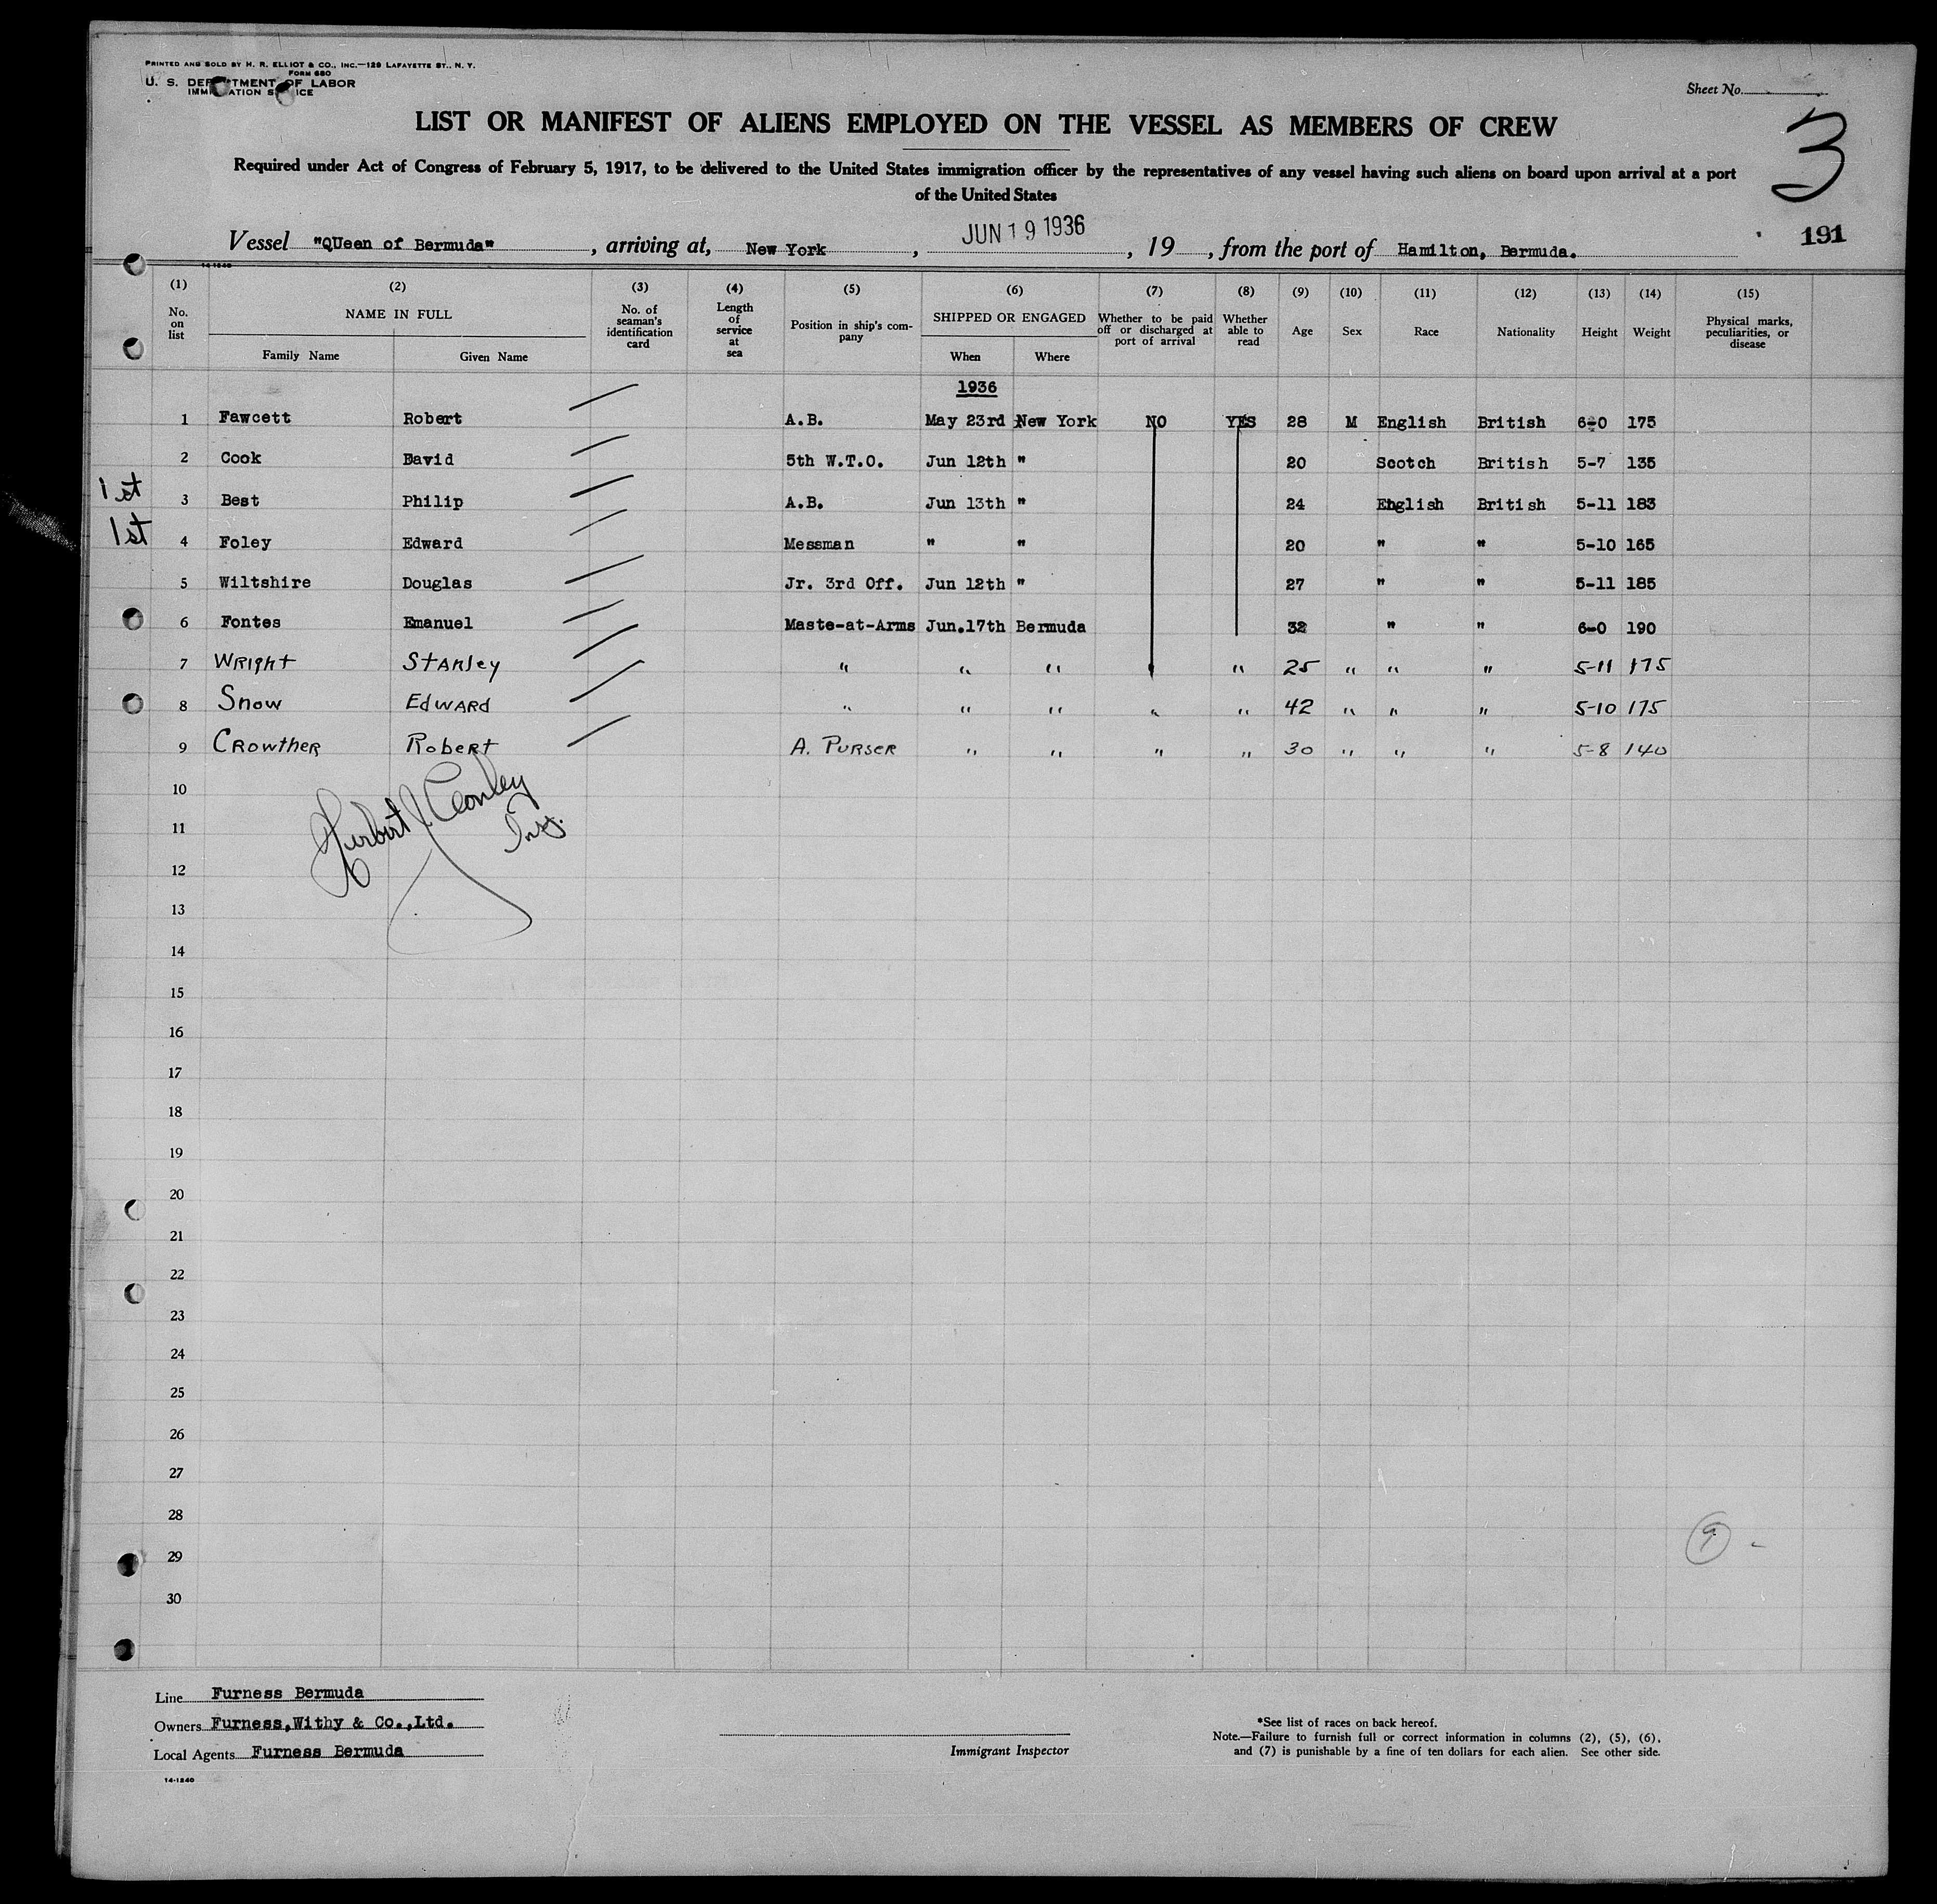 PRINTED AND SOLD BY H. R. ELLIOT & CO., INC.—129 LAFAYETTE ST., N. Y.
FORM 680
U. S. DEPARTMENT OF LABOR
IMMIGRATION SERVICE
Sheet No.
3
LIST OR MANIFEST OF ALIENS EMPLOYED ON THE VESSEL AS MEMBERS OF CREW
Required under Act of Congress of February 5, 1917, to be delivered to the United States immigration officer by the representatives of any vessel having such aliens on board upon arrival at a port
of the United States
Vessel "QUeen of Bermuda", arriving at, New York, JUN 19 1936, 19, from the port of Hamilton, Bermuda.
191
14-1240
(1) (2) (3) (4) (5) (6) (7) (8) (9) (10) (11) (12) (13) (14) (15)
No. on list NAME IN FULL Family Name Given Name No. of seaman's identification card Length of service at sea Position in ship's company SHIPPED OR ENGAGED When Where Whether to be paid off or discharged at port of arrival Whether able to read Age Sex Race Nationality Height Weight Physical marks, peculiarities, or disease
1936
1 Fawcett Robert A.B. May 23rd New York NO YES 28 M English British 6-0 175
2 Cook David 5th W.T.O. Jun 12th " 20 Scotch British 5-7 135
1st 3 Best Philip A.B. Jun 13th " 24 English British 5-11 183
1st 4 Foley Edward Messman " " 20 " " 5-10 165
5 Wiltshire Douglas Jr. 3rd Off. Jun 12th " 27 " " 5-11 185
6 Fontes Emanuel Maste-at-Arms Jun.17th Bermuda 32 " " 6-0 190
7 Wright Stanley " " " " 25 " " " 5-11 175
8 Snow Edward " " " " " 42 " " " 5-10 175
9 Crowther Robert A. Purser " " " " 30 " " " 5-8 140
10
Herbert J. Conley
Insp.
11
12
13
14
15
16
17
18
19
20
21
22
23
24
25
26
27
28
9 -
29
30
Line Furness Bermuda
Owners Furness, Withy & Co., Ltd.
Local Agents Furness Bermuda
14-1240
Immigrant Inspector
*See list of races on back hereof.
Note.—Failure to furnish full or correct information in columns (2), (5), (6),
and (7) is punishable by a fine of ten dollars for each alien. See other side.